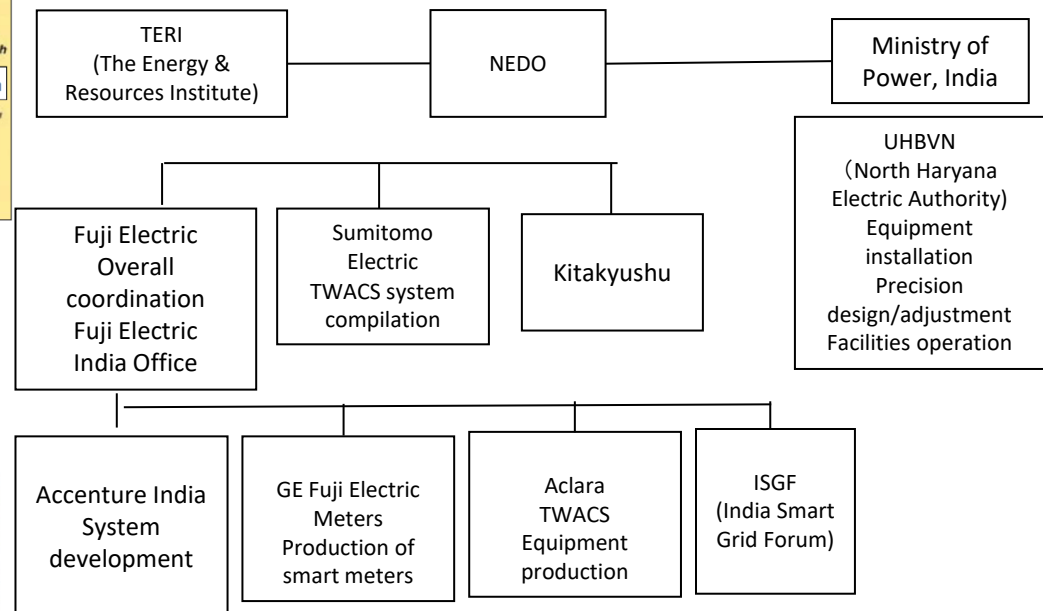 TERI
(The Energy &
Resources Institute)
NEDO
Ministry of
Power, India
UHBVN
（North Haryana
Electric Authority)
Equipment
installation
Precision
design/adjustment
Facilities operation
Fuji Electric
Overall
coordination
Fuji Electric
India Office
Sumitomo
Electric
TWACS system
compilation
Kitakyushu
Accenture India
System
development
GE Fuji Electric
Meters
Production of
smart meters
Aclara
TWACS
Equipment
production
ISGF
(India Smart
Grid Forum)